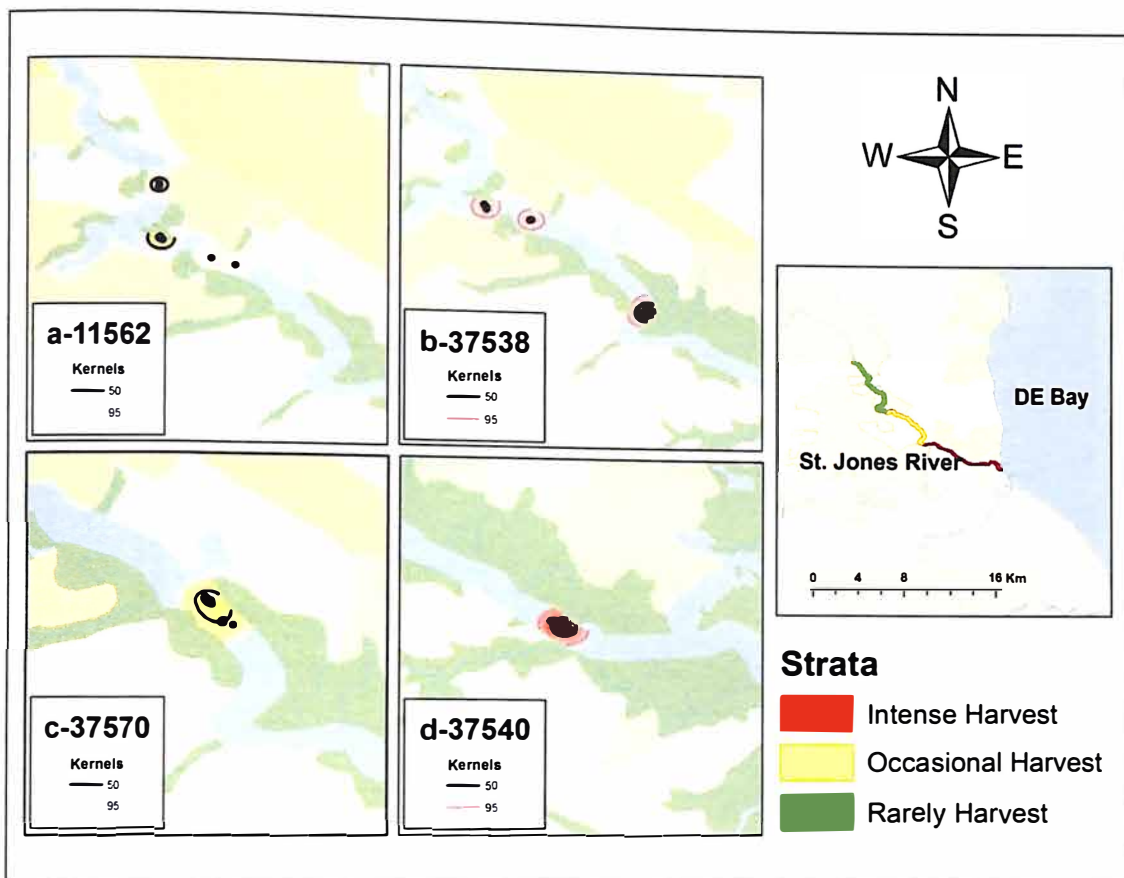 a-11562
Kernels
50
95
b-37538
Kernels
50
95
c-37570
Kernels
50
95
d-37540
Kernels
50
95
N
W E
S
DE Bay
St. Jones River
0 4 8 16 Km
Strata
Intense Harvest
Occasional Harvest
Rarely Harvest